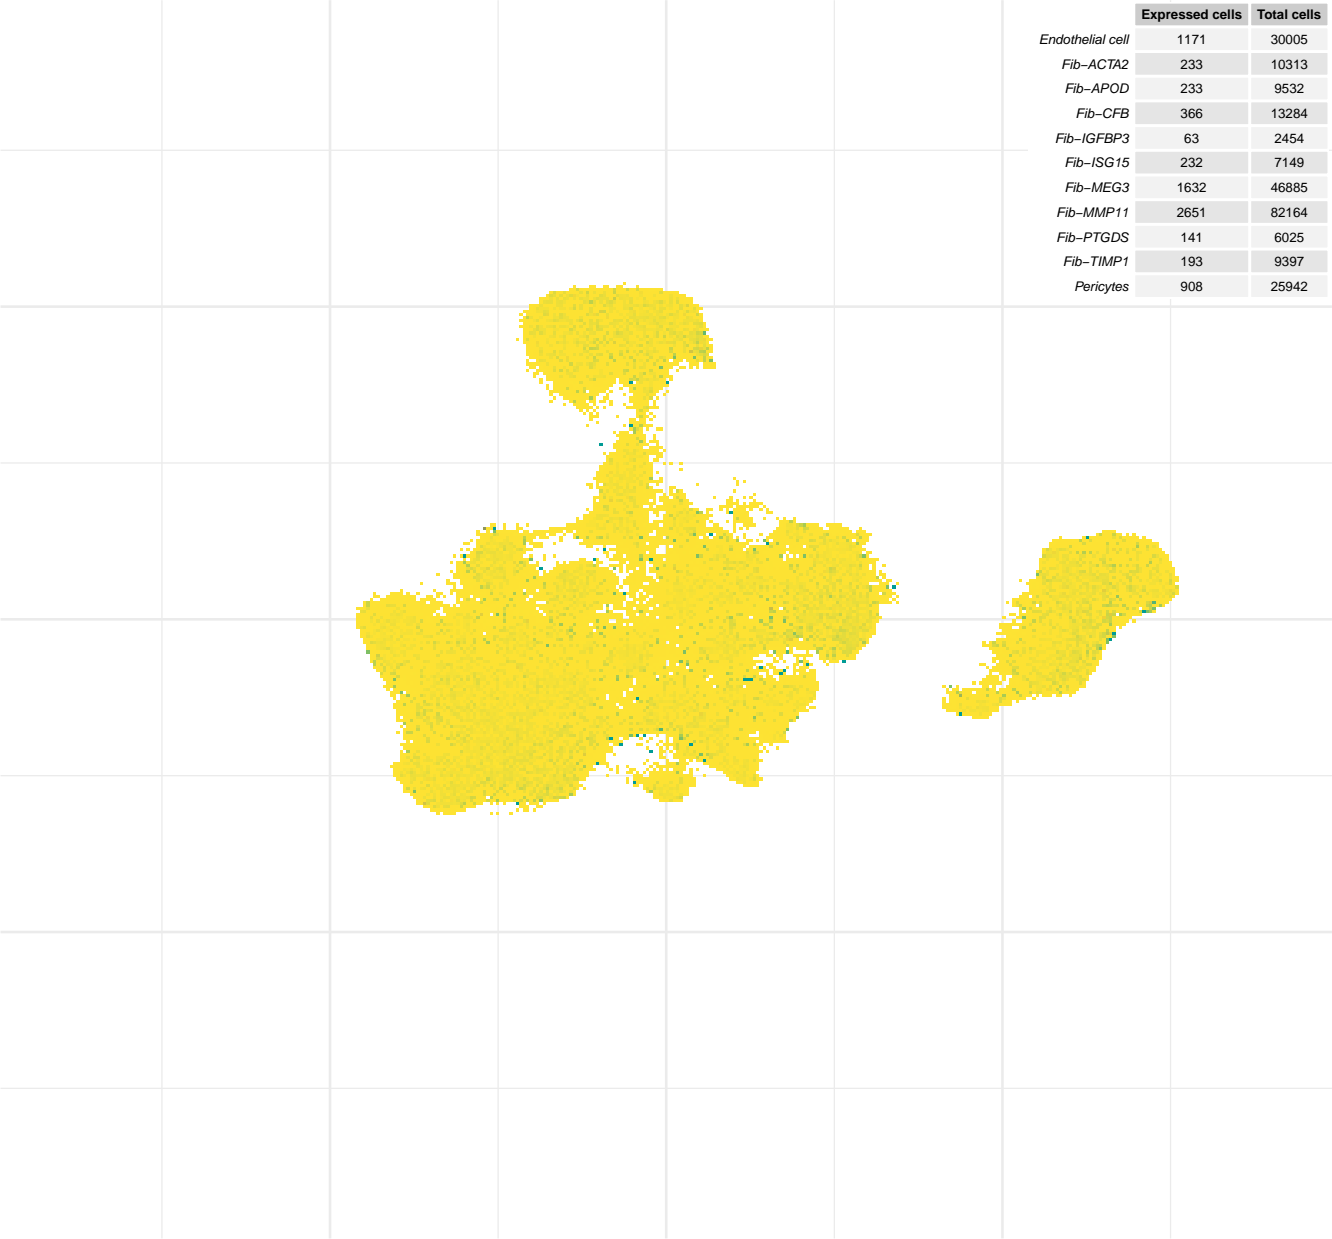 Expressed cells Total cells
Endothelial cell 1171 30005
Fib−ACTA2 233 10313
Fib−APOD 233 9532
Fib−CFB 366 13284
Fib−IGFBP3 63 2454
Fib−ISG15 232 7149
Fib−MEG3 1632 46885
Fib−MMP11 2651 82164
Fib−PTGDS 141 6025
Fib−TIMP1 193 9397
Pericytes 908 25942